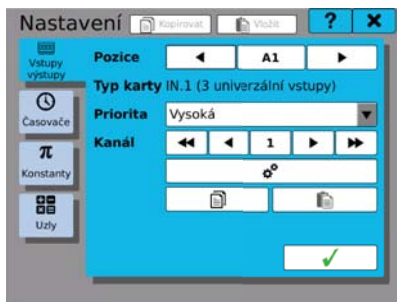 Nastavení Kopírovat Vložit ? X
Vstupy výstupy
Pozice A1
Typ karty IN.1 (3 univerzální vstupy)
Časovače
Priorita Vysoká
Kanál 1
π
Konstanty
Uzly